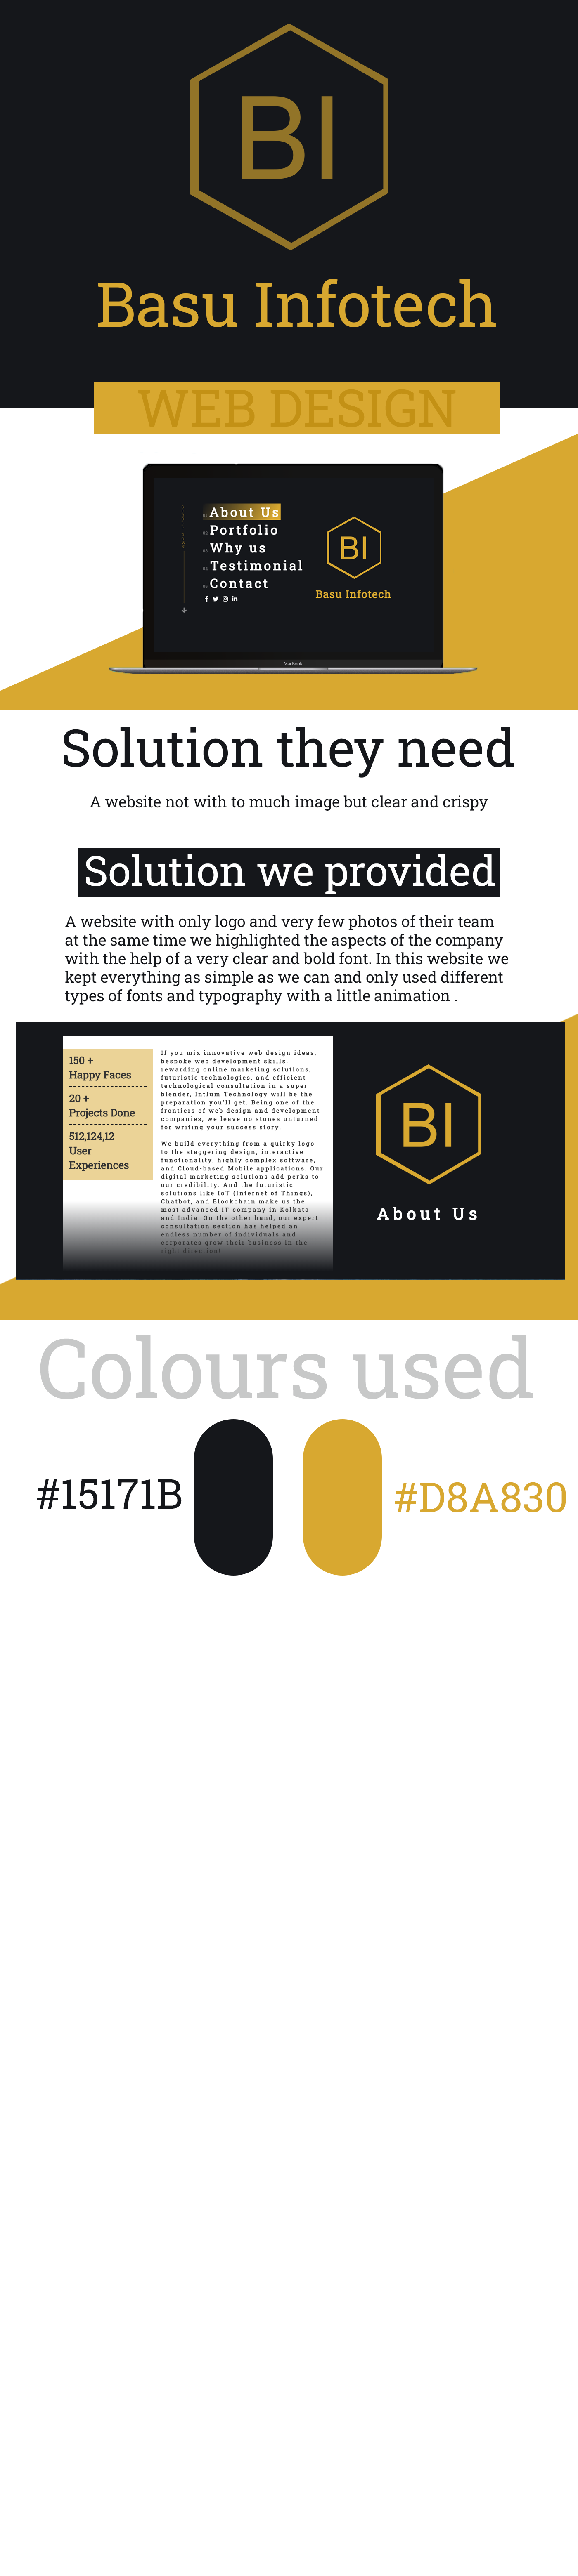 BI
Basu Infotech
WEB DESIGN
01 About Us
02 Portfolio
03 Why us
04 Testimonial
05 Contact
BI
Basu Infotech
MacBook
Solution they need
A website not with to much image but clear and crispy
Solution we provided
A website with only logo and very few photos of their team
at the same time we highlighted the aspects of the company
with the help of a very clear and bold font. In this website we
kept everything as simple as we can and only used different
types of fonts and typography with a little animation .
150 +
Happy Faces
20 +
Projects Done
512,124,12
User
Experiences
If you mix innovative web design ideas,
bespoke web development skills,
rewarding online marketing solutions,
futuristic technologies, and efficient
technological consultation in a super
blender, Intlum Technology will be the
preparation you'll get. Being one of the
frontiers of web design and development
companies, we leave no stones unturned
for writing your success story.
We build everything from a quirky logo
to the staggering design, interactive
functionality, highly complex software,
and Cloud-based Mobile applications. Our
digital marketing solutions add perks to
our credibility. And the futuristic
solutions like IoT (Internet of Things),
Chatbot, and Blockchain make us the
most advanced IT company in Kolkata
and India. On the other hand, our expert
consultation section has helped an
endless number of individuals and
corporates grow their business in the
right direction!
BI
About Us
Colours used
#15171B
#D8A830